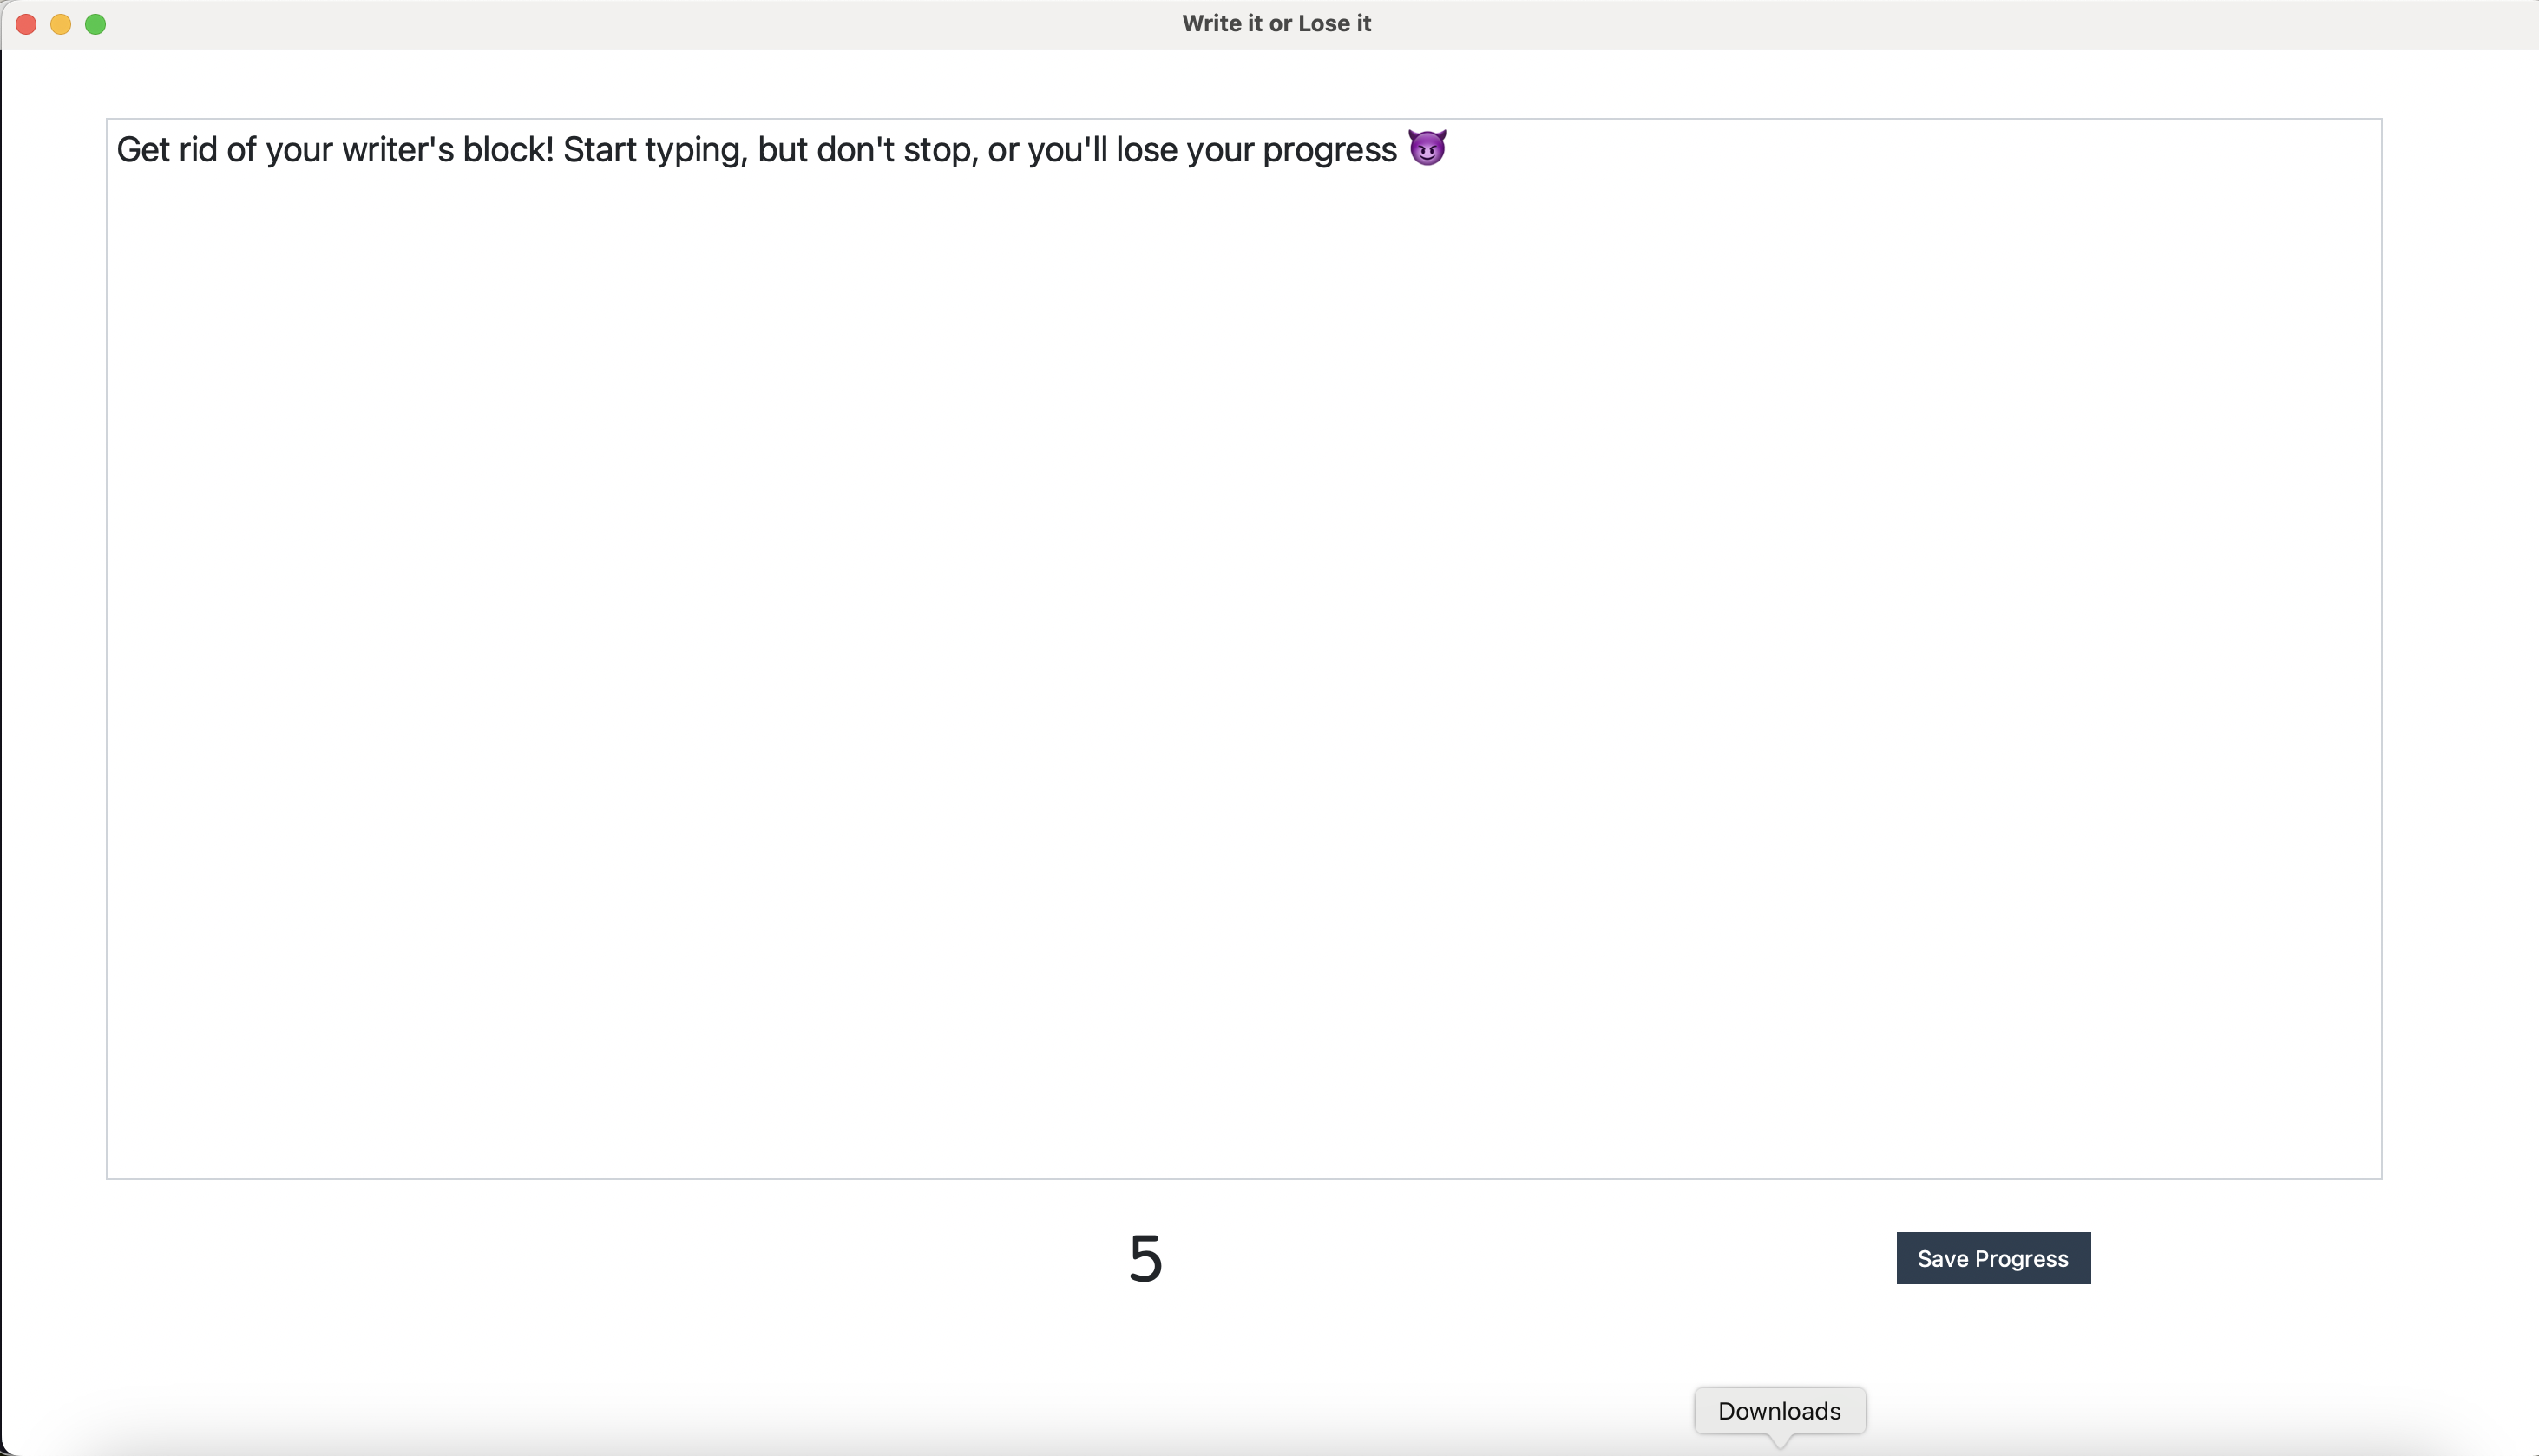 Write it or Lose it
Get rid of your writer's block! Start typing, but don't stop, or you'll lose your progress 😈
5
Save Progress
Downloads